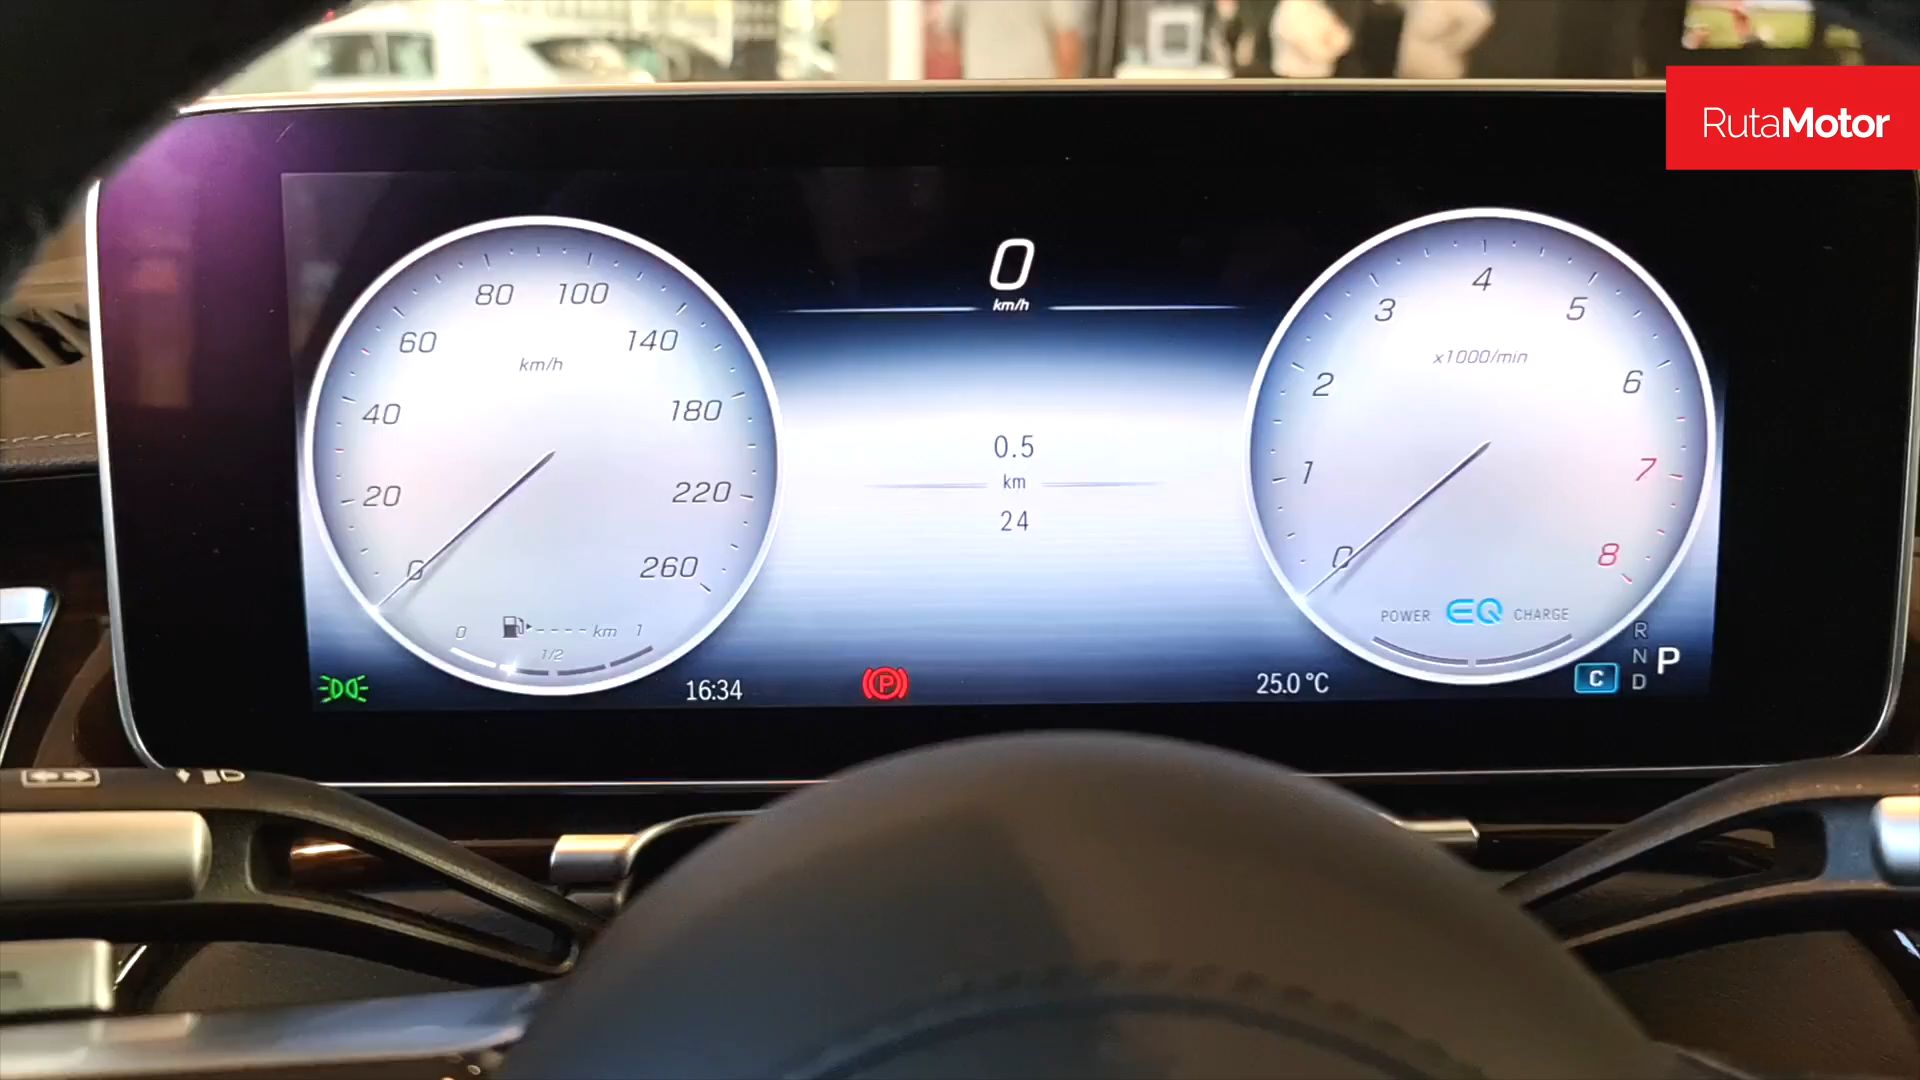 RutaMotor
0
km/h
80 100
60 140
km/h
40 180
20 220
0 260
0 - - - - km 1
1/2
16:34
0.5
km
24
P
25.0 °C
4
3 5
x1000/min
2 6
1 7
0 8
POWER EQ CHARGE
R
N P
D
C